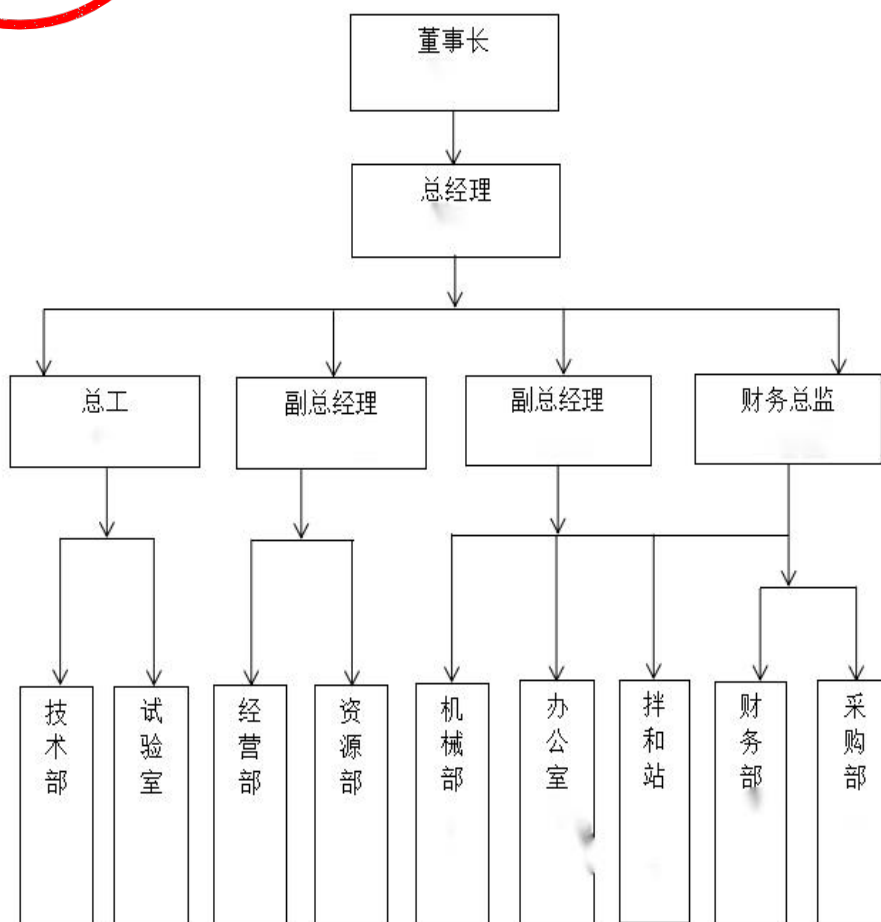 董事长
总经理
总工
副总经理
副总经理
财务总监
技术部
试验室
经营部
资源部
机械部
办公室
拌和站
财务部
采购部